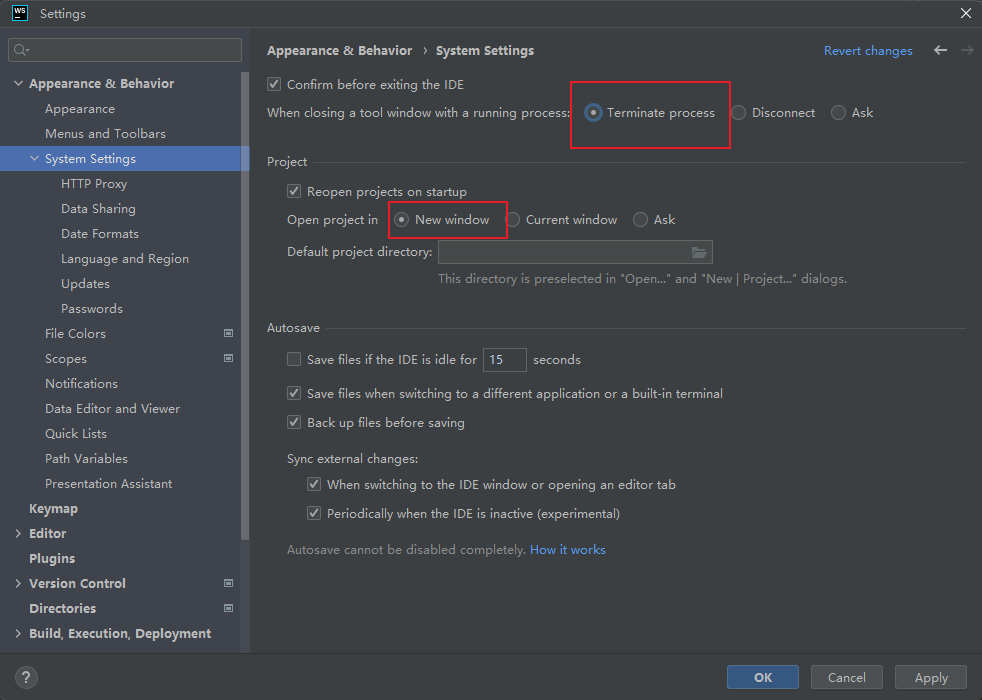 WS Settings
Appearance & Behavior
Appearance
Menus and Toolbars
System Settings
HTTP Proxy
Data Sharing
Date Formats
Language and Region
Updates
Passwords
File Colors
Scopes
Notifications
Data Editor and Viewer
Quick Lists
Path Variables
Presentation Assistant
Keymap
Editor
Plugins
Version Control
Directories
Build, Execution, Deployment
Appearance & Behavior › System Settings
Revert changes
Confirm before exiting the IDE
When closing a tool window with a running process: Terminate process Disconnect Ask
Project
Reopen projects on startup
Open project in New window Current window Ask
Default project directory:
This directory is preselected in "Open..." and "New | Project..." dialogs.
Autosave
Save files if the IDE is idle for 15 seconds
Save files when switching to a different application or a built-in terminal
Back up files before saving
Sync external changes:
When switching to the IDE window or opening an editor tab
Periodically when the IDE is inactive (experimental)
Autosave cannot be disabled completely. How it works
? OK Cancel Apply